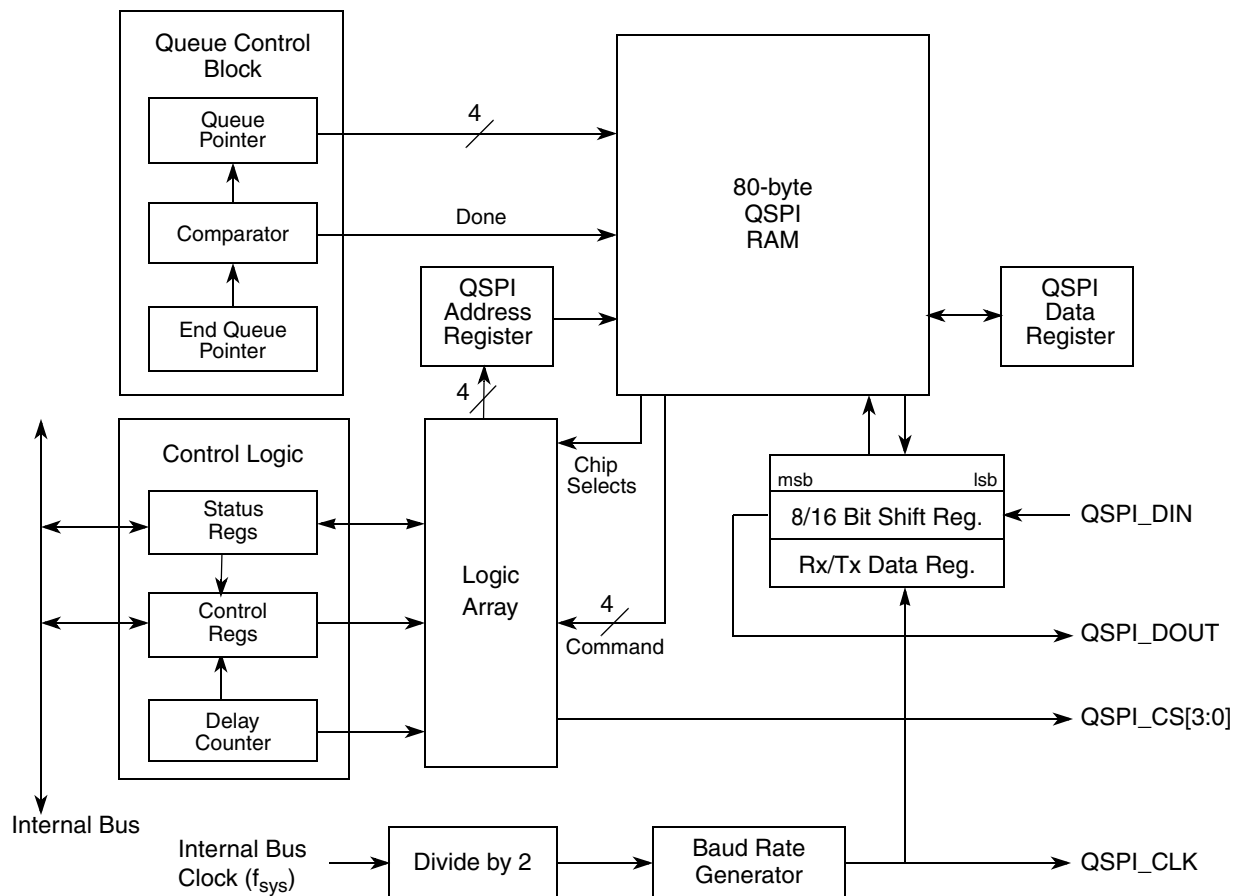 Queue Control
Block
Queue
Pointer
4
Comparator
Done
End Queue
Pointer
80-byte
QSPI
RAM
QSPI
Address
Register
QSPI
Data
Register
4
Control Logic
Status
Regs
Control
Regs
Delay
Counter
Logic
Array
Chip
Selects
4
Command
msb
lsb
8/16 Bit Shift Reg.
Rx/Tx Data Reg.
QSPI_DIN
QSPI_DOUT
QSPI_CS[3:0]
Internal Bus
Internal Bus
Clock (fsys)
Divide by 2
Baud Rate
Generator
QSPI_CLK